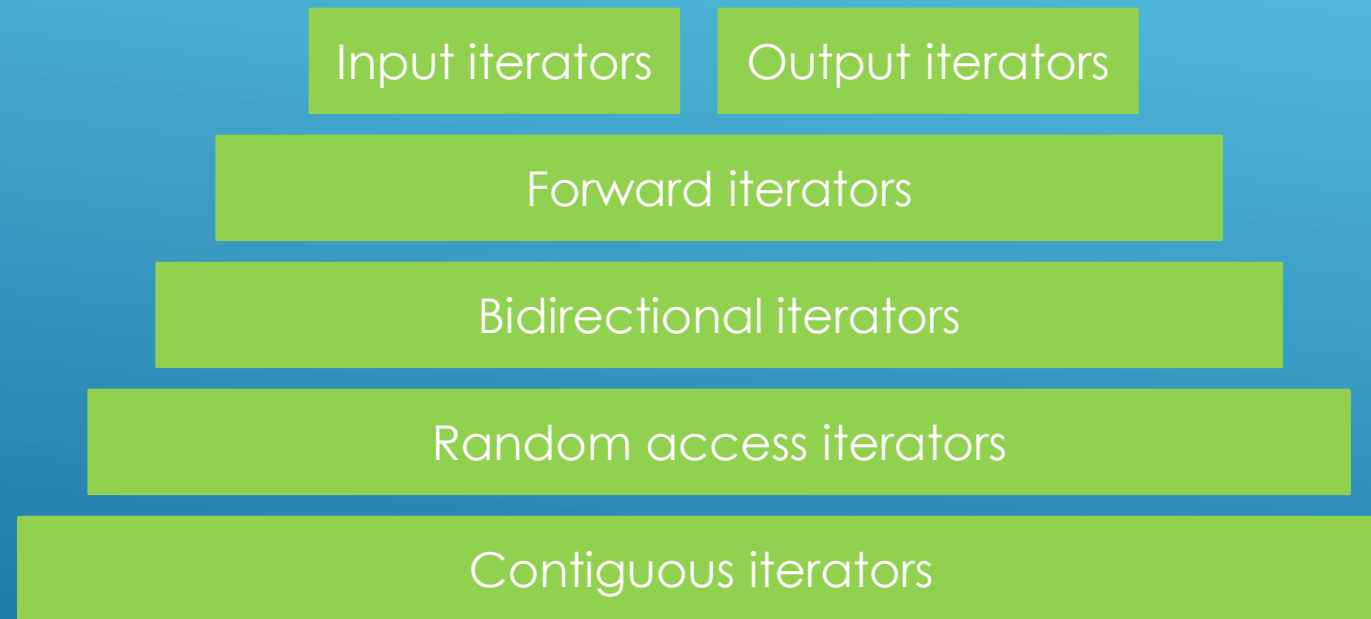 Input iterators
Output iterators
Forward iterators
Bidirectional iterators
Random access iterators
Contiguous iterators